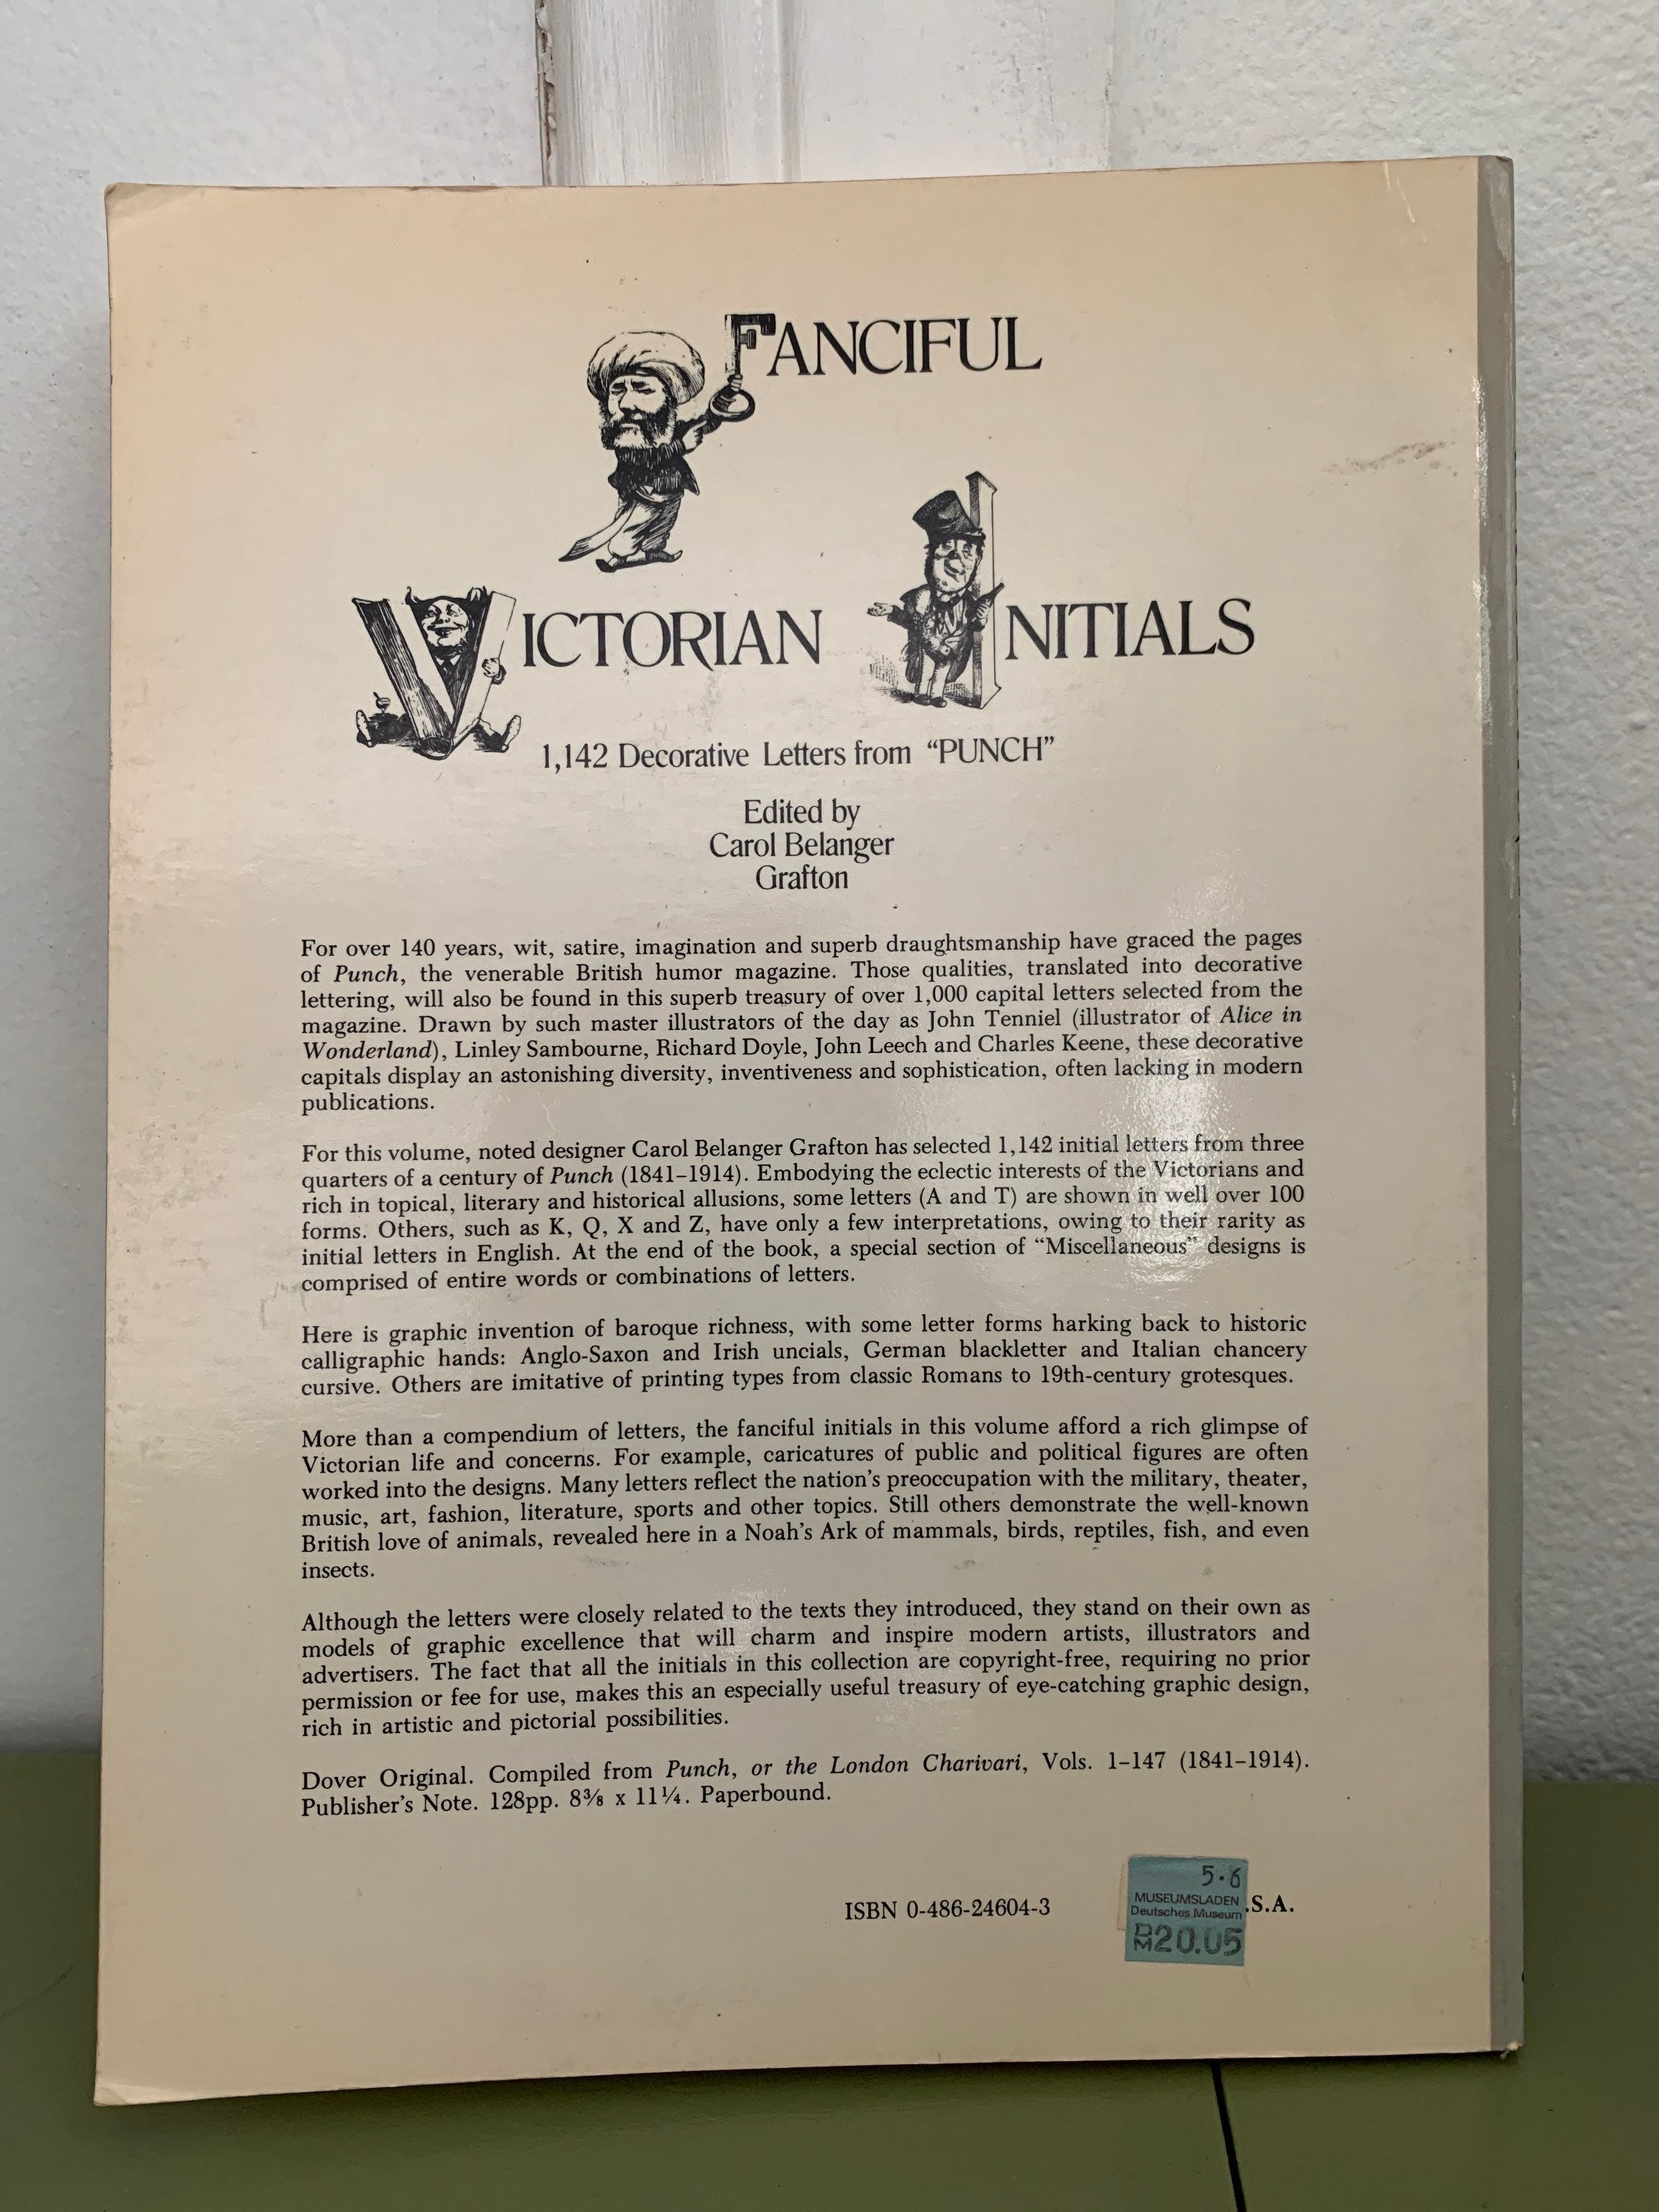 FANCIFUL
VICTORIAN INITIALS
1,142 Decorative Letters from “PUNCH”
Edited by
Carol Belanger
Grafton
For over 140 years, wit, satire, imagination and superb draughtsmanship have graced the pages
of Punch, the venerable British humor magazine. Those qualities, translated into decorative
lettering, will also be found in this superb treasury of over 1,000 capital letters selected from the
magazine. Drawn by such master illustrators of the day as John Tenniel (illustrator of Alice in
Wonderland), Linley Sambourne, Richard Doyle, John Leech and Charles Keene, these decorative
capitals display an astonishing diversity, inventiveness and sophistication, often lacking in modern
publications.
For this volume, noted designer Carol Belanger Grafton has selected 1,142 initial letters from three
quarters of a century of Punch (1841–1914). Embodying the eclectic interests of the Victorians and
rich in topical, literary and historical allusions, some letters (A and T) are shown in well over 100
forms. Others, such as K, Q, X and Z, have only a few interpretations, owing to their rarity as
initial letters in English. At the end of the book, a special section of “Miscellaneous” designs is
comprised of entire words or combinations of letters.
Here is graphic invention of baroque richness, with some letter forms harking back to historic
calligraphic hands: Anglo-Saxon and Irish uncials, German blackletter and Italian chancery
cursive. Others are imitative of printing types from classic Romans to 19th-century grotesques.
More than a compendium of letters, the fanciful initials in this volume afford a rich glimpse of
Victorian life and concerns. For example, caricatures of public and political figures are often
worked into the designs. Many letters reflect the nation’s preoccupation with the military, theater,
music, art, fashion, literature, sports and other topics. Still others demonstrate the well-known
British love of animals, revealed here in a Noah’s Ark of mammals, birds, reptiles, fish, and even
insects.
Although the letters were closely related to the texts they introduced, they stand on their own as
models of graphic excellence that will charm and inspire modern artists, illustrators and
advertisers. The fact that all the initials in this collection are copyright-free, requiring no prior
permission or fee for use, makes this an especially useful treasury of eye-catching graphic design,
rich in artistic and pictorial possibilities.
Dover Original. Compiled from Punch, or the London Charivari, Vols. 1–147 (1841–1914).
Publisher’s Note. 128pp. 8⅜ x 11¼. Paperbound.
5·6
MUSEUMSLADEN
Deutsches Museum
DM20.05
ISBN 0-486-24604-3 .S.A.